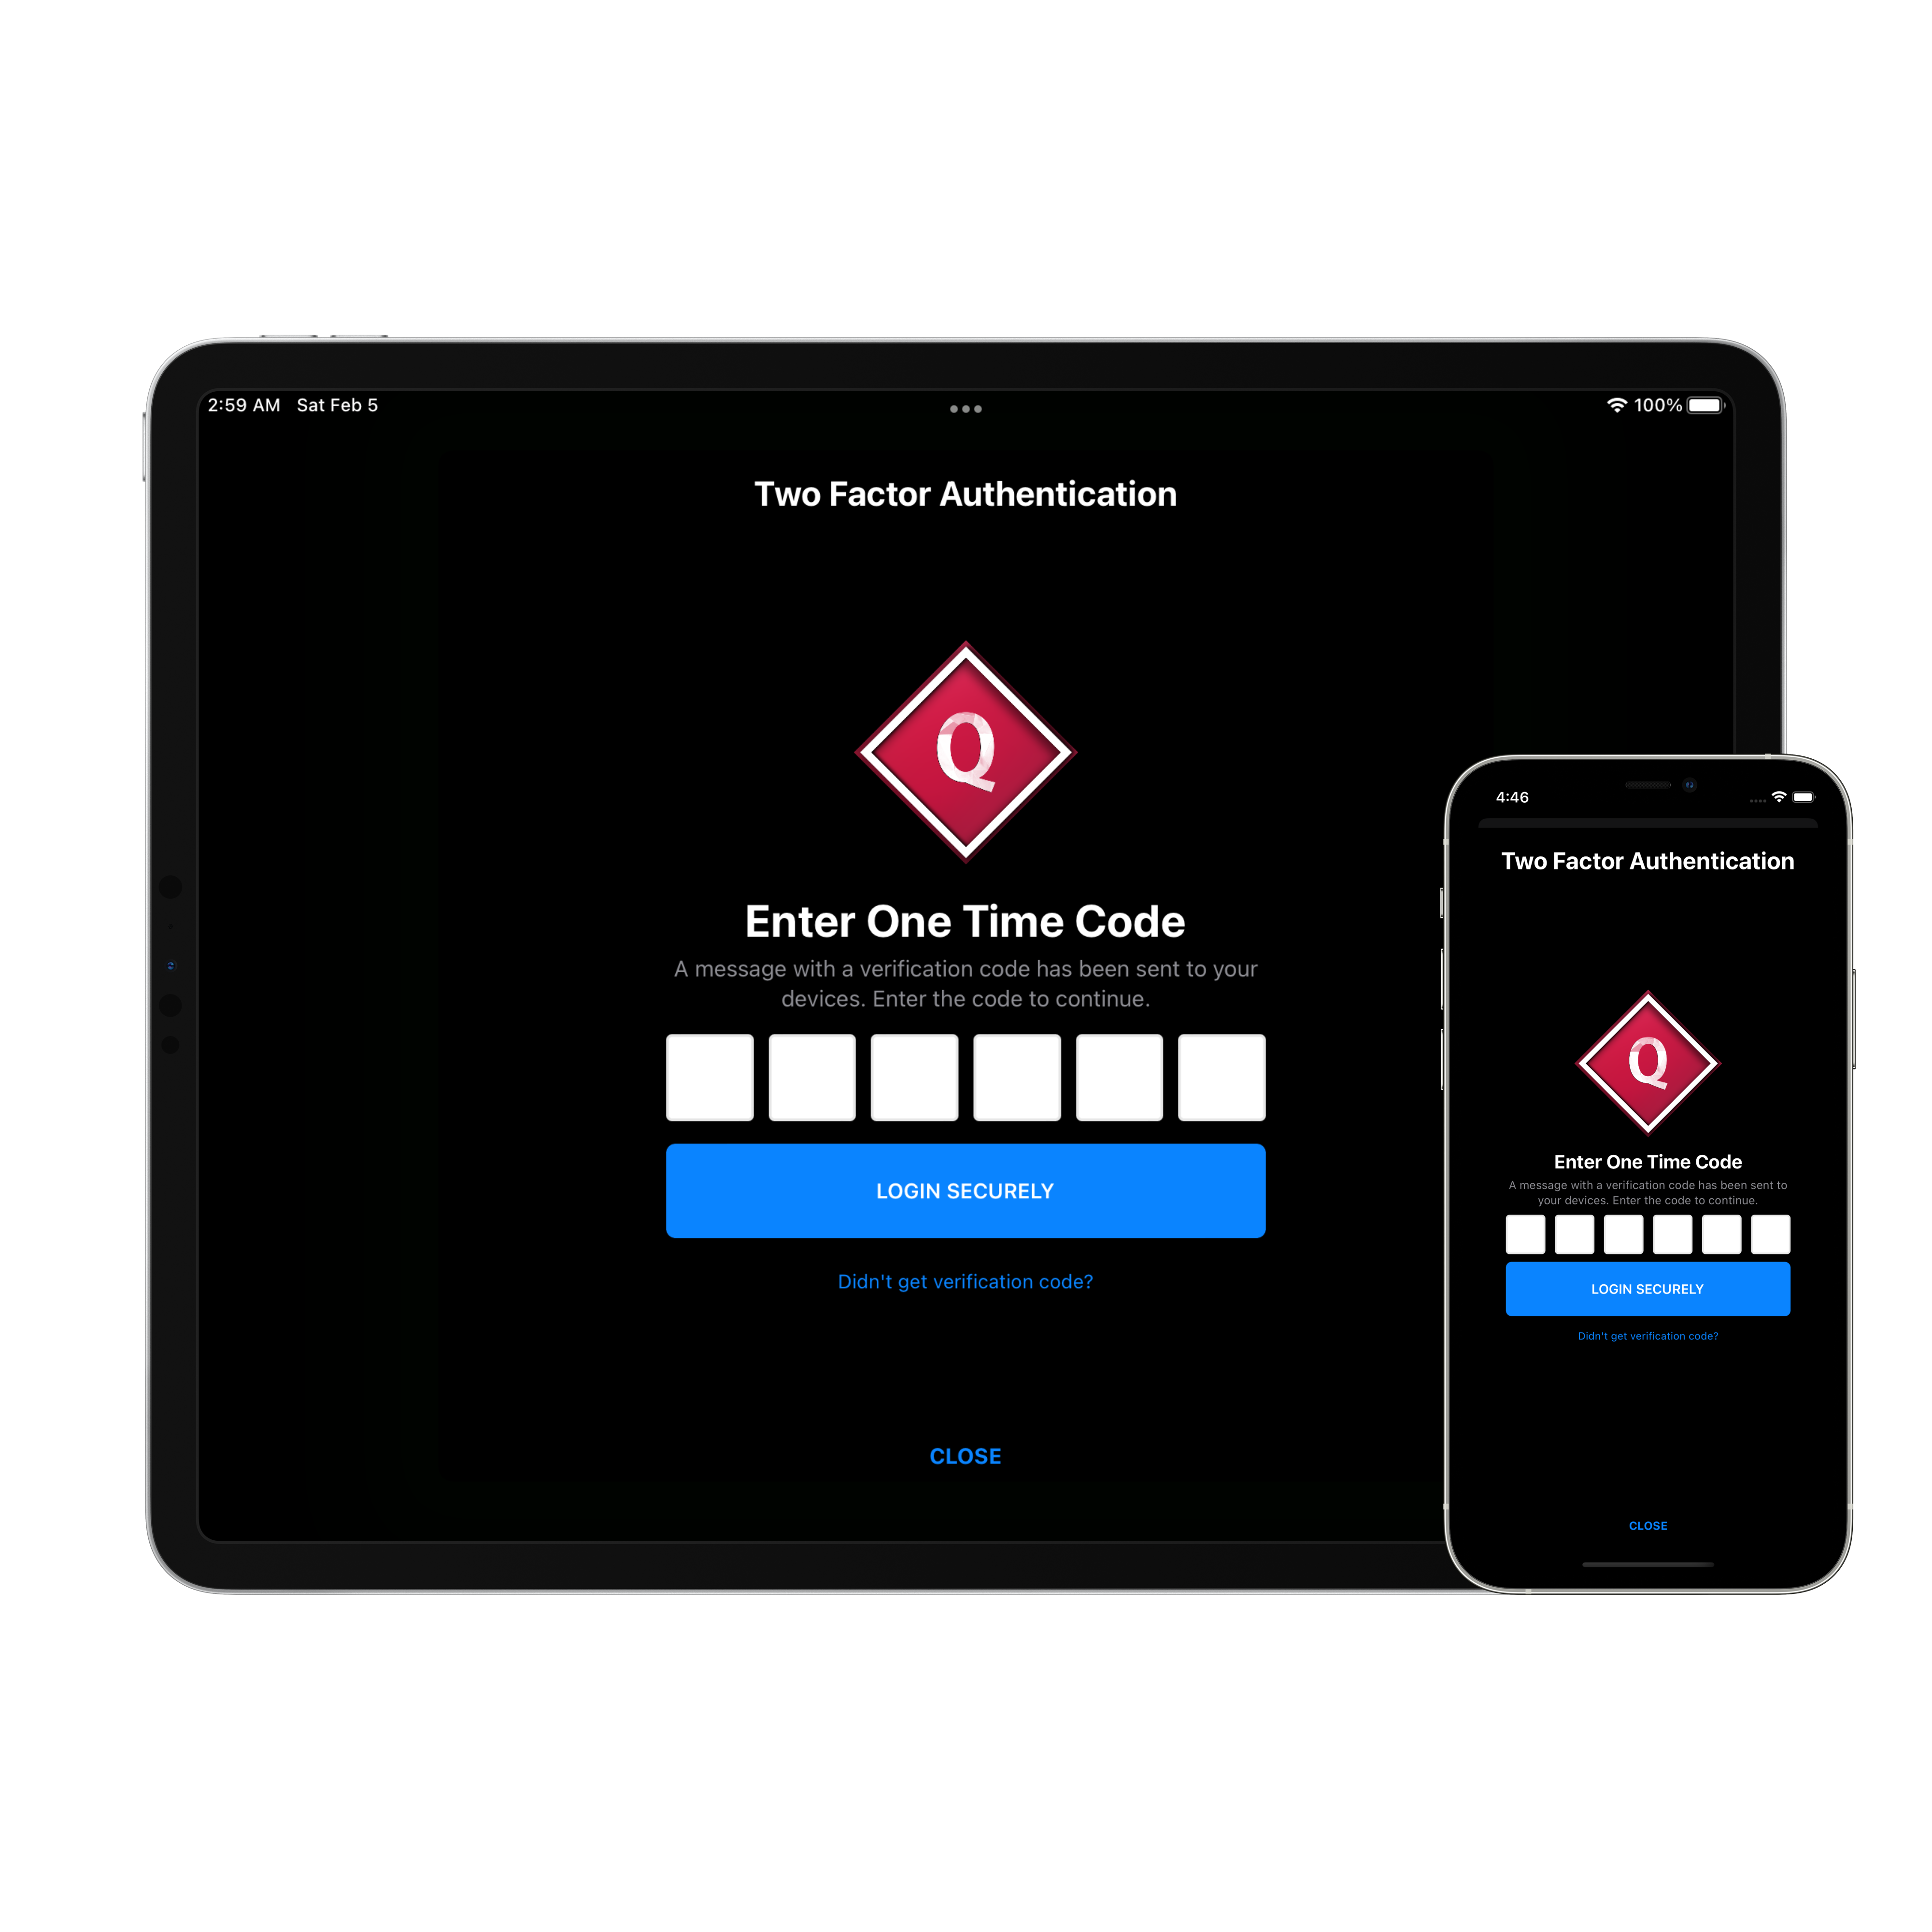 2:59 AM Sat Feb 5
100%
Two Factor Authentication
Q
Enter One Time Code
A message with a verification code has been sent to your
devices. Enter the code to continue.
LOGIN SECURELY
Didn't get verification code?
CLOSE
4:46
Two Factor Authentication
Q
Enter One Time Code
A message with a verification code has been sent to
your devices. Enter the code to continue.
LOGIN SECURELY
Didn't get verification code?
CLOSE